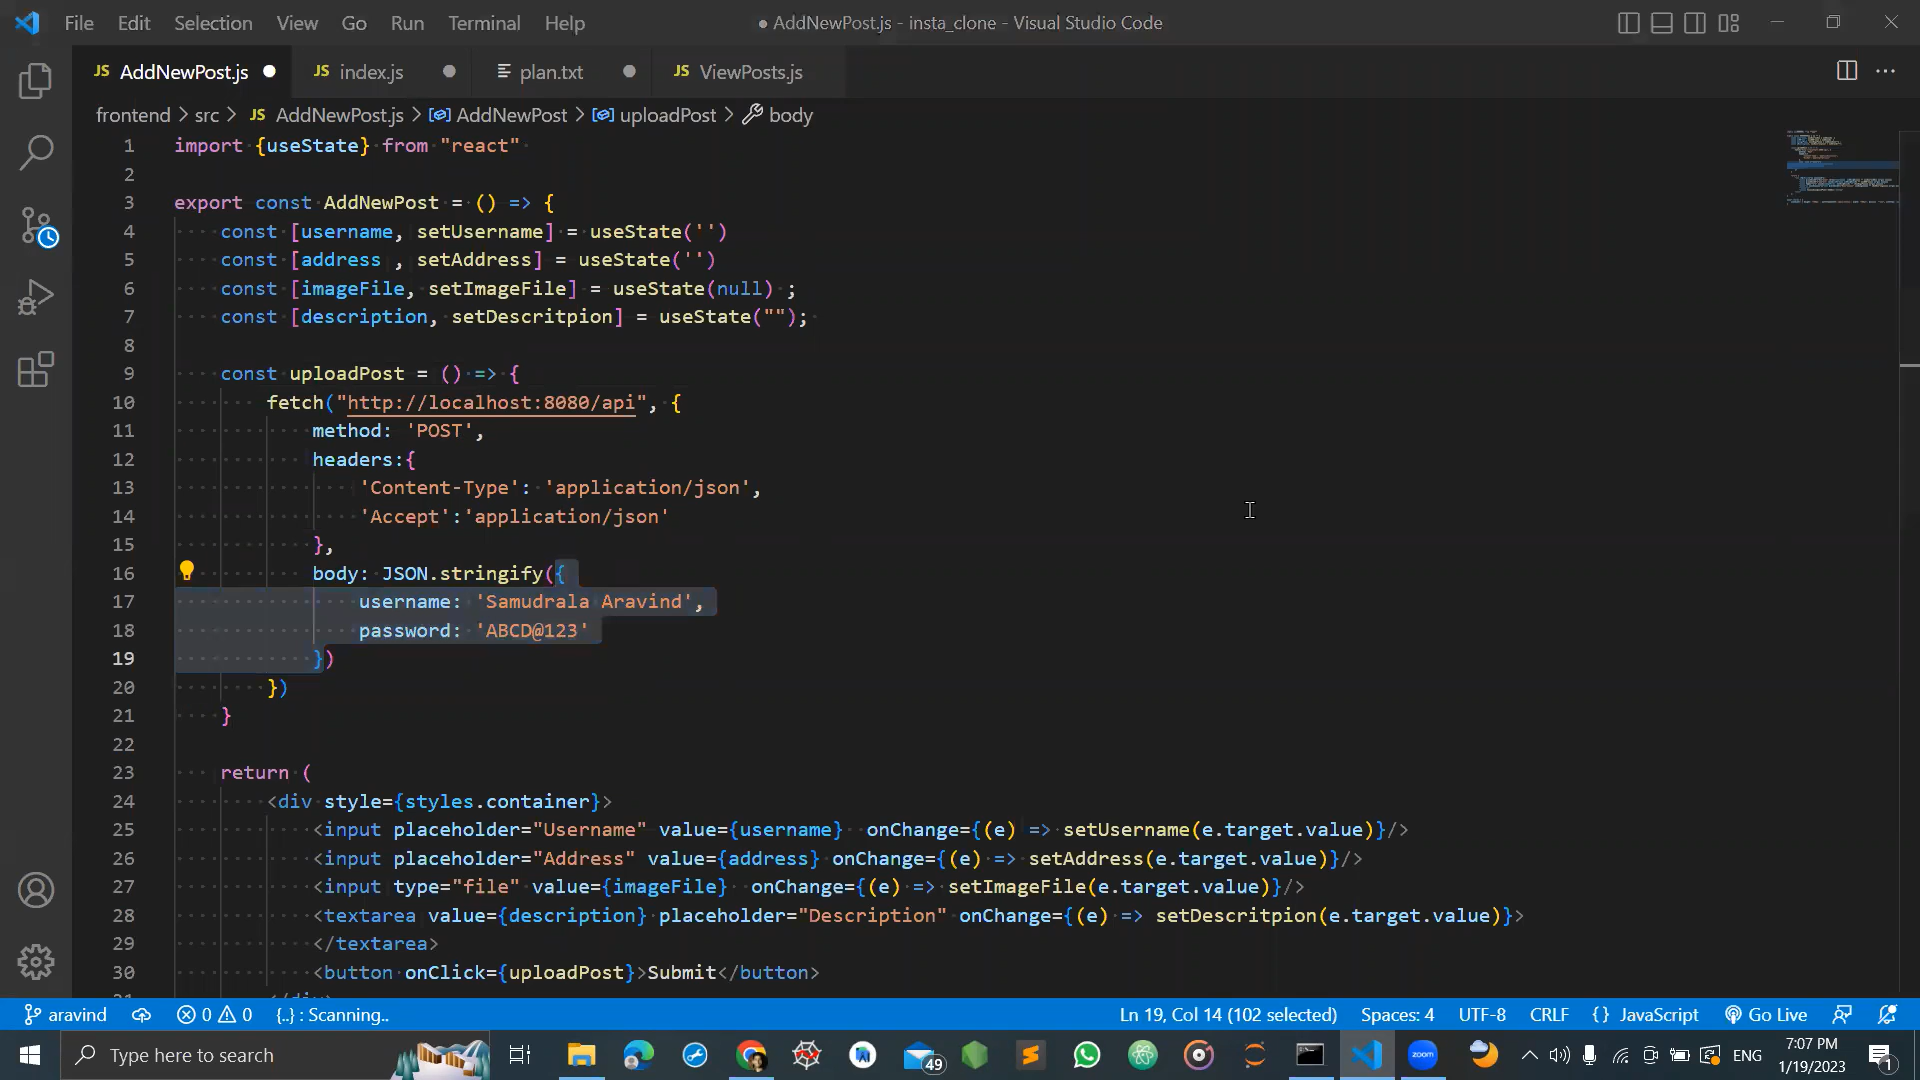 File Edit Selection View Go Run Terminal Help ● AddNewPost.js - insta_clone - Visual Studio Code
JS AddNewPost.js ● JS index.js ● plan.txt ● JS ViewPosts.js
frontend > src > JS AddNewPost.js > AddNewPost > uploadPost > body
1 import {useState} from "react"
2
3 export const AddNewPost = () => {
4 const [username, setUsername] = useState('')
5 const [address , setAddress] = useState('')
6 const [imageFile, setImageFile] = useState(null) ;
7 const [description, setDescritpion] = useState("");
8
9 const uploadPost = () => {
10 fetch("http://localhost:8080/api", {
11 method: 'POST',
12 headers:{
13 'Content-Type': 'application/json',
14 'Accept':'application/json'
15 },
16 body: JSON.stringify({
17 username: 'Samudrala Aravind',
18 password: 'ABCD@123'
19 })
20 })
21 }
22
23 return (
24 <div style={styles.container}>
25 <input placeholder="Username" value={username} onChange={(e) => setUsername(e.target.value)}/>
26 <input placeholder="Address" value={address} onChange={(e) => setAddress(e.target.value)}/>
27 <input type="file" value={imageFile} onChange={(e) => setImageFile(e.target.value)}/>
28 <textarea value={description} placeholder="Description" onChange={(e) => setDescritpion(e.target.value)}>
29 </textarea>
30 <button onClick={uploadPost}>Submit</button>
aravind 0 0 {..} : Scanning.. Ln 19, Col 14 (102 selected) Spaces: 4 UTF-8 CRLF {} JavaScript Go Live
Type here to search 49 zoom ENG 7:07 PM 1
1/19/2023